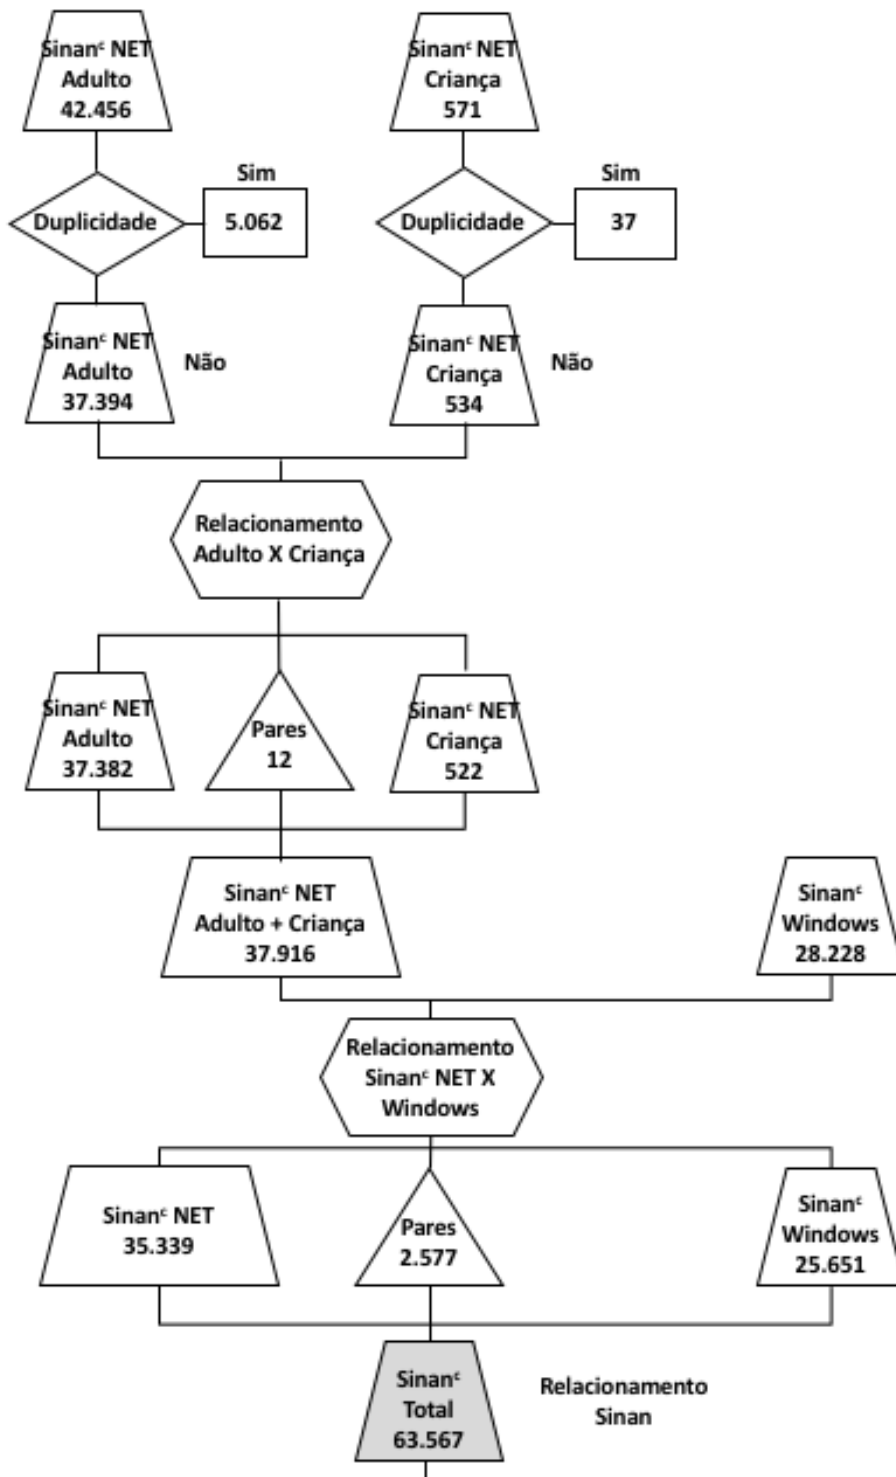 Sinanᶜ NET
Adulto
42.456
Sinanᶜ NET
Criança
571
Duplicidade
Sim
5.062
Duplicidade
Sim
37
Sinanᶜ NET
Adulto
37.394
Não
Sinanᶜ NET
Criança
534
Não
Relacionamento
Adulto X Criança
Sinanᶜ NET
Adulto
37.382
Pares
12
Sinanᶜ NET
Criança
522
Sinanᶜ NET
Adulto + Criança
37.916
Sinanᶜ
Windows
28.228
Relacionamento
Sinanᶜ NET X
Windows
Sinanᶜ NET
35.339
Pares
2.577
Sinanᶜ
Windows
25.651
Sinanᶜ
Total
63.567
Relacionamento
Sinan